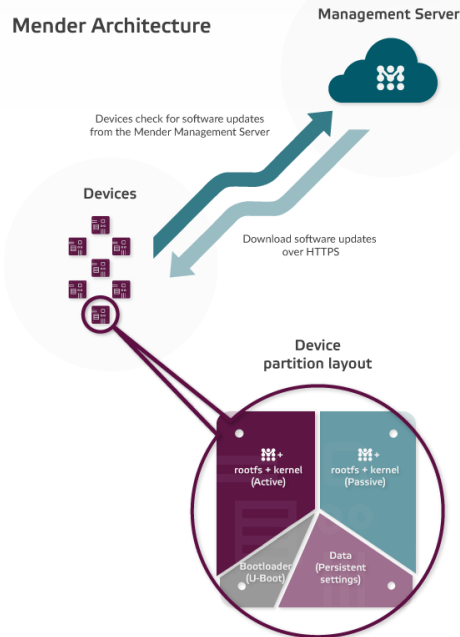 Mender Architecture
Management Server
Devices check for software updates
from the Mender Management Server
Devices
Download software updates
over HTTPS
Device
partition layout
+
rootfs + kernel
(Active)
+
rootfs + kernel
(Passive)
Bootloader
(U-Boot)
Data
(Persistent
settings)